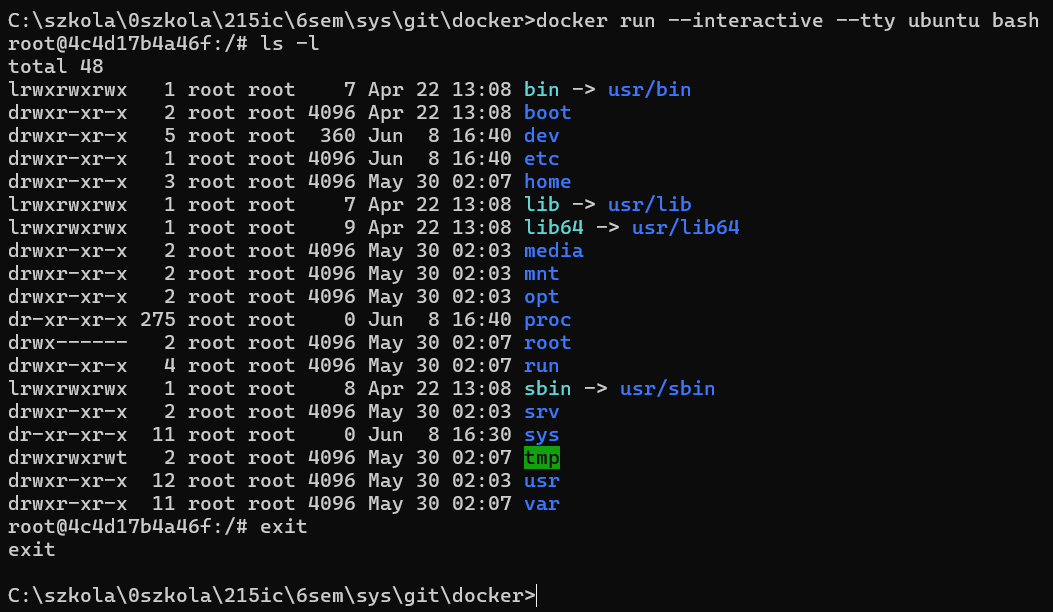 C:\szkola\0szkola\215ic\6sem\sys\git\docker>docker run --interactive --tty ubuntu bash
root@4c4d17b4a46f:/# ls -l
total 48
lrwxrwxrwx   1 root root    7 Apr 22 13:08 bin -> usr/bin
drwxr-xr-x   2 root root 4096 Apr 22 13:08 boot
drwxr-xr-x   5 root root  360 Jun  8 16:40 dev
drwxr-xr-x   1 root root 4096 Jun  8 16:40 etc
drwxr-xr-x   3 root root 4096 May 30 02:07 home
lrwxrwxrwx   1 root root    7 Apr 22 13:08 lib -> usr/lib
lrwxrwxrwx   1 root root    9 Apr 22 13:08 lib64 -> usr/lib64
drwxr-xr-x   2 root root 4096 May 30 02:03 media
drwxr-xr-x   2 root root 4096 May 30 02:03 mnt
drwxr-xr-x   2 root root 4096 May 30 02:03 opt
dr-xr-xr-x 275 root root    0 Jun  8 16:40 proc
drwx------   2 root root 4096 May 30 02:07 root
drwxr-xr-x   4 root root 4096 May 30 02:07 run
lrwxrwxrwx   1 root root    8 Apr 22 13:08 sbin -> usr/sbin
drwxr-xr-x   2 root root 4096 May 30 02:03 srv
dr-xr-xr-x  11 root root    0 Jun  8 16:30 sys
drwxrwxrwt   2 root root 4096 May 30 02:07 tmp
drwxr-xr-x  12 root root 4096 May 30 02:03 usr
drwxr-xr-x  11 root root 4096 May 30 02:07 var
root@4c4d17b4a46f:/# exit
exit
C:\szkola\0szkola\215ic\6sem\sys\git\docker>